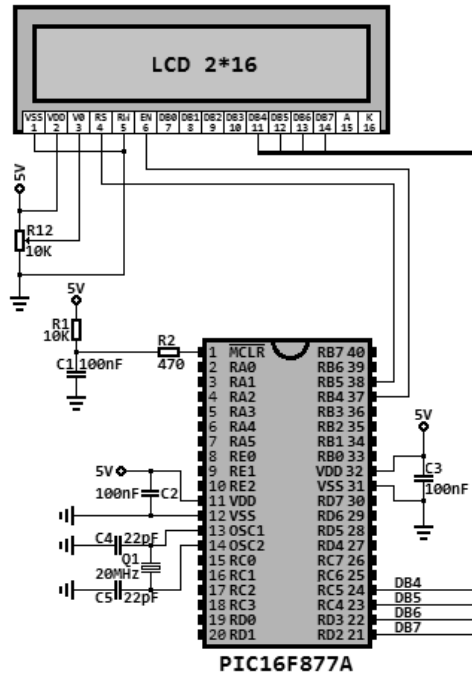 LCD 2*16
VSS VDD V0 RS RW EN DB0 DB1 DB2 DB3 DB4 DB5 DB6 DB7 A K
1 2 3 4 5 6 7 8 9 10 11 12 13 14 15 16
5V
R12
10K
5V
R1
10K
R2
470
C1 100nF
1 MCLR RB7 40
2 RA0 RB6 39
3 RA1 RB5 38
4 RA2 RB4 37
5 RA3 RB3 36
6 RA4 RB2 35
7 RA5 RB1 34
8 RE0 RB0 33
9 RE1 VDD 32
10 RE2 VSS 31
11 VDD RD7 30
12 VSS RD6 29
13 OSC1 RD5 28
14 OSC2 RD4 27
15 RC0 RC7 26
16 RC1 RC6 25
17 RC2 RC5 24
18 RC3 RC4 23
19 RD0 RD3 22
20 RD1 RD2 21
5V
C3
100nF
5V
100nF C2
C4 22pF
Q1
20MHz
C5 22pF
DB4
DB5
DB6
DB7
PIC16F877A